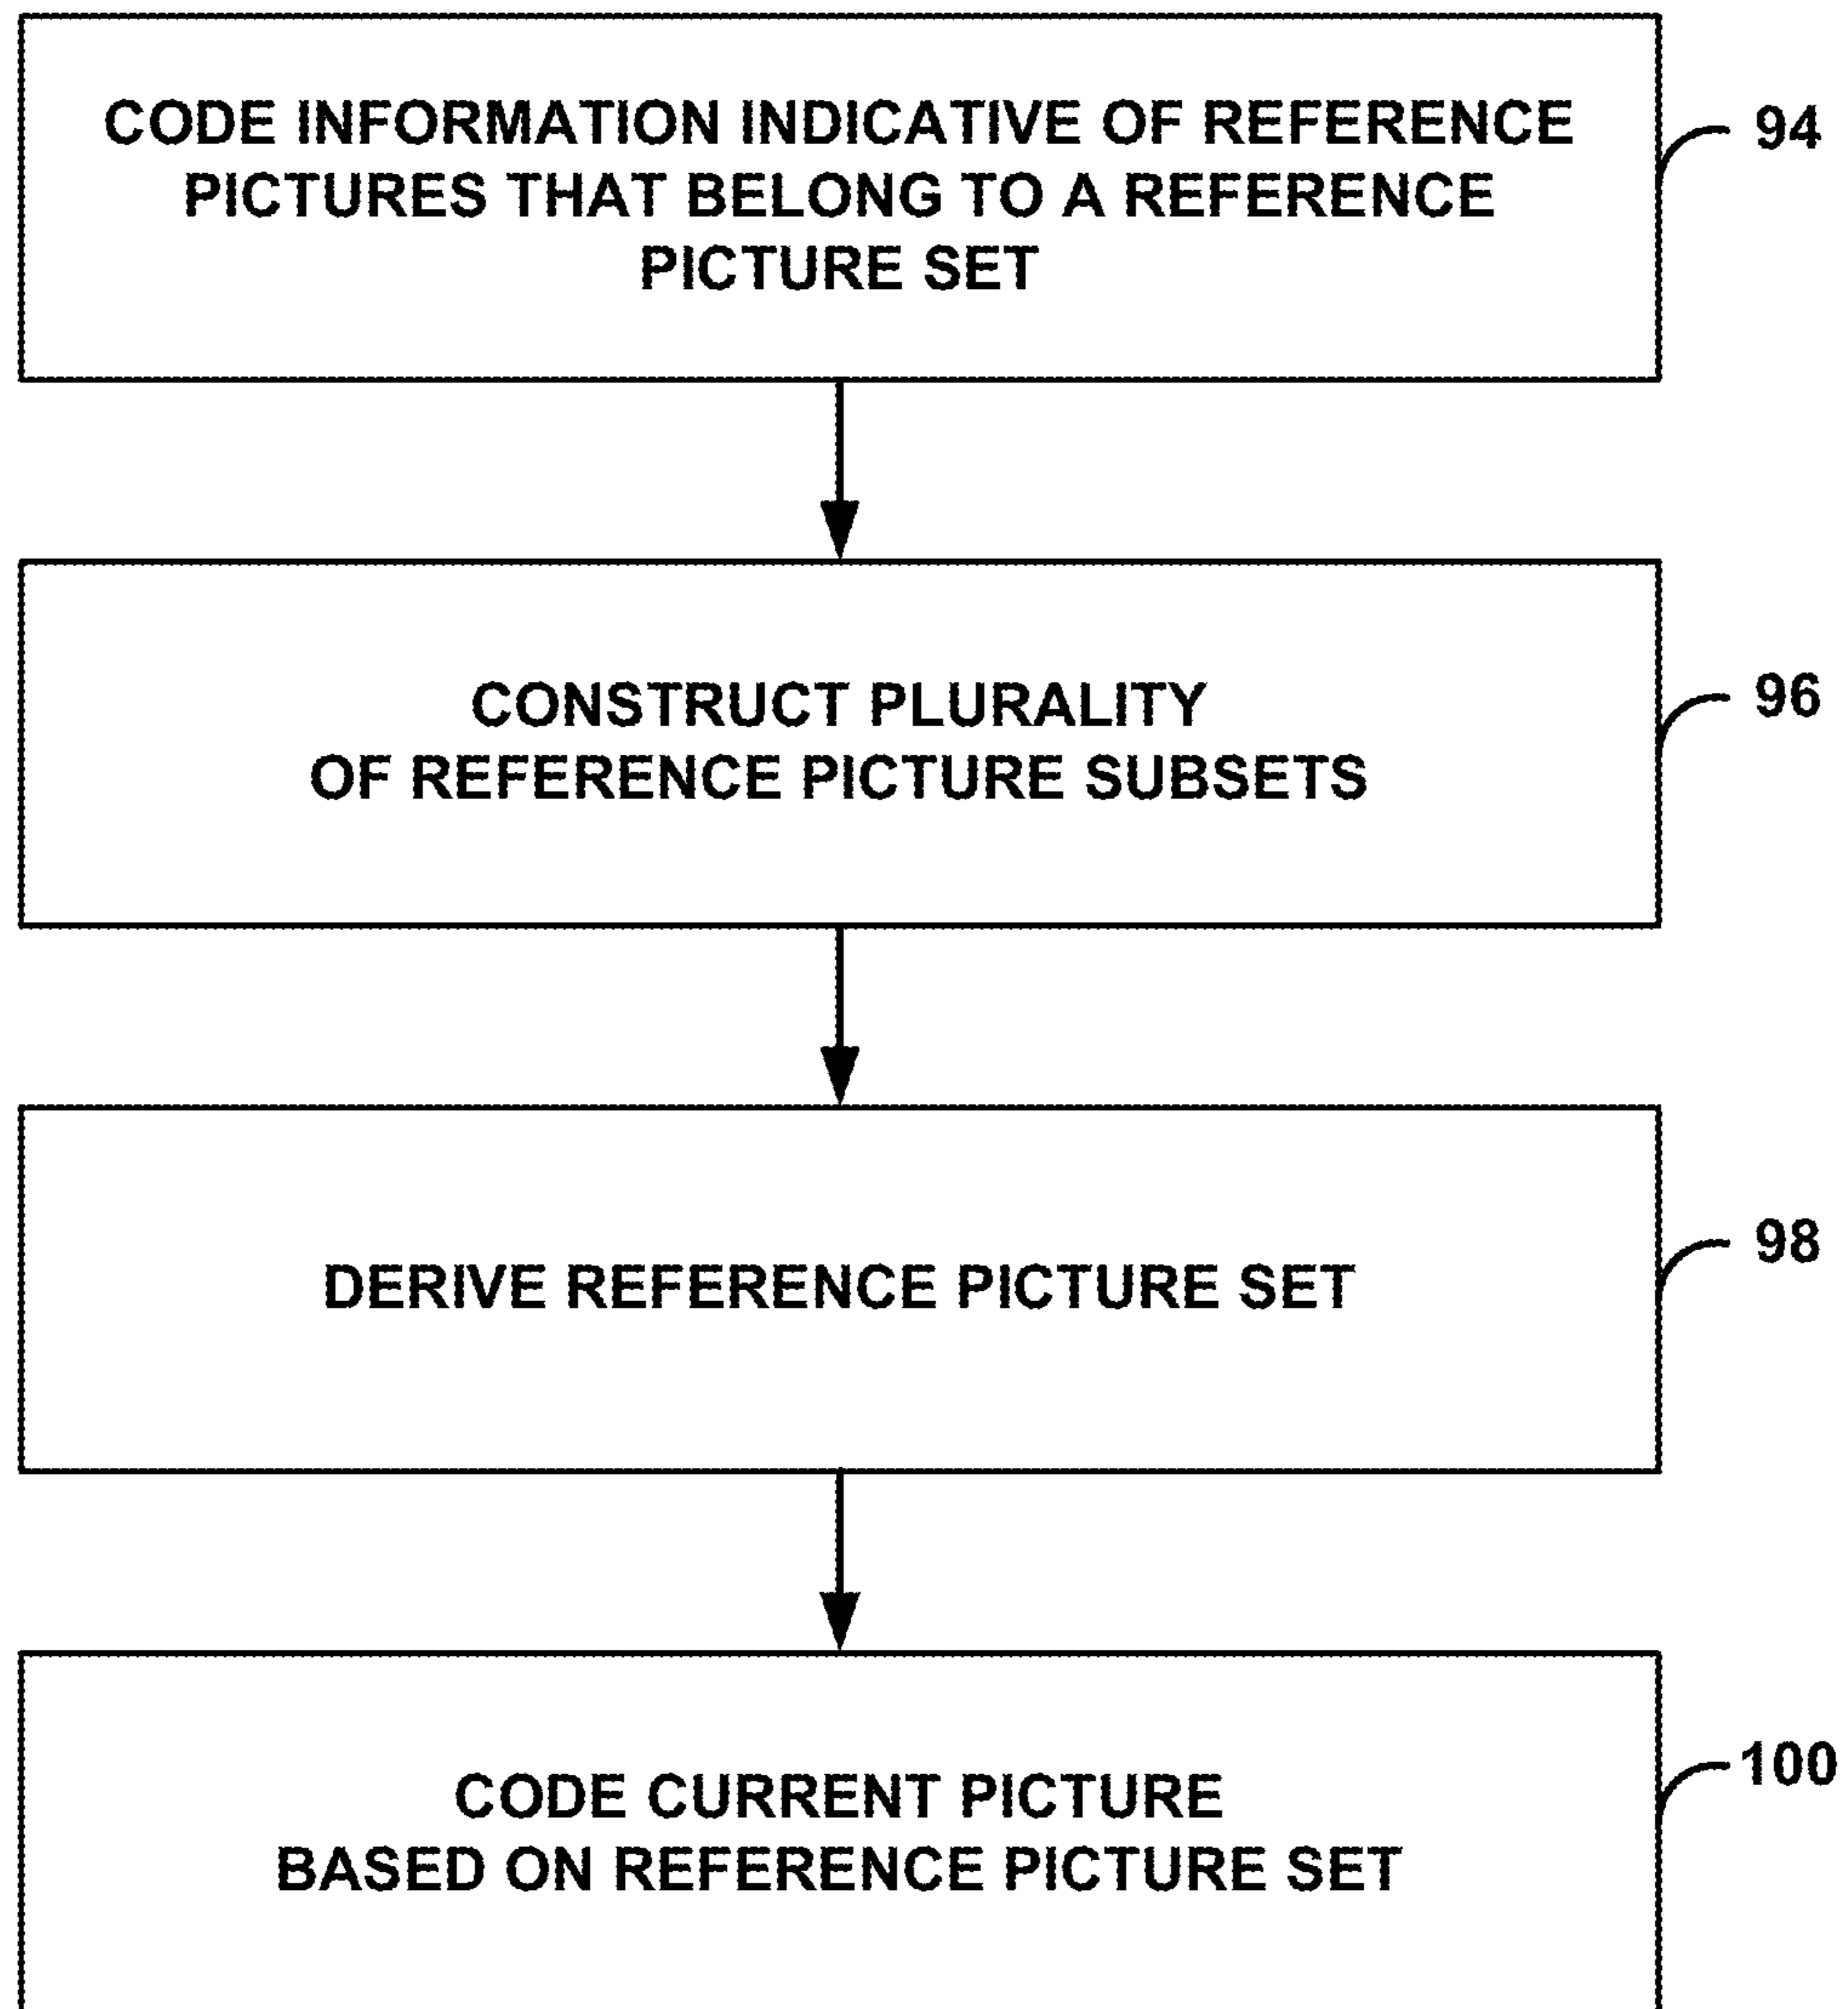 CODE INFORMATION INDICATIVE OF REFERENCE
PICTURES THAT BELONG TO A REFERENCE
PICTURE SET
94
CONSTRUCT PLURALITY
OF REFERENCE PICTURE SUBSETS
96
DERIVE REFERENCE PICTURE SET
98
CODE CURRENT PICTURE
BASED ON REFERENCE PICTURE SET
100